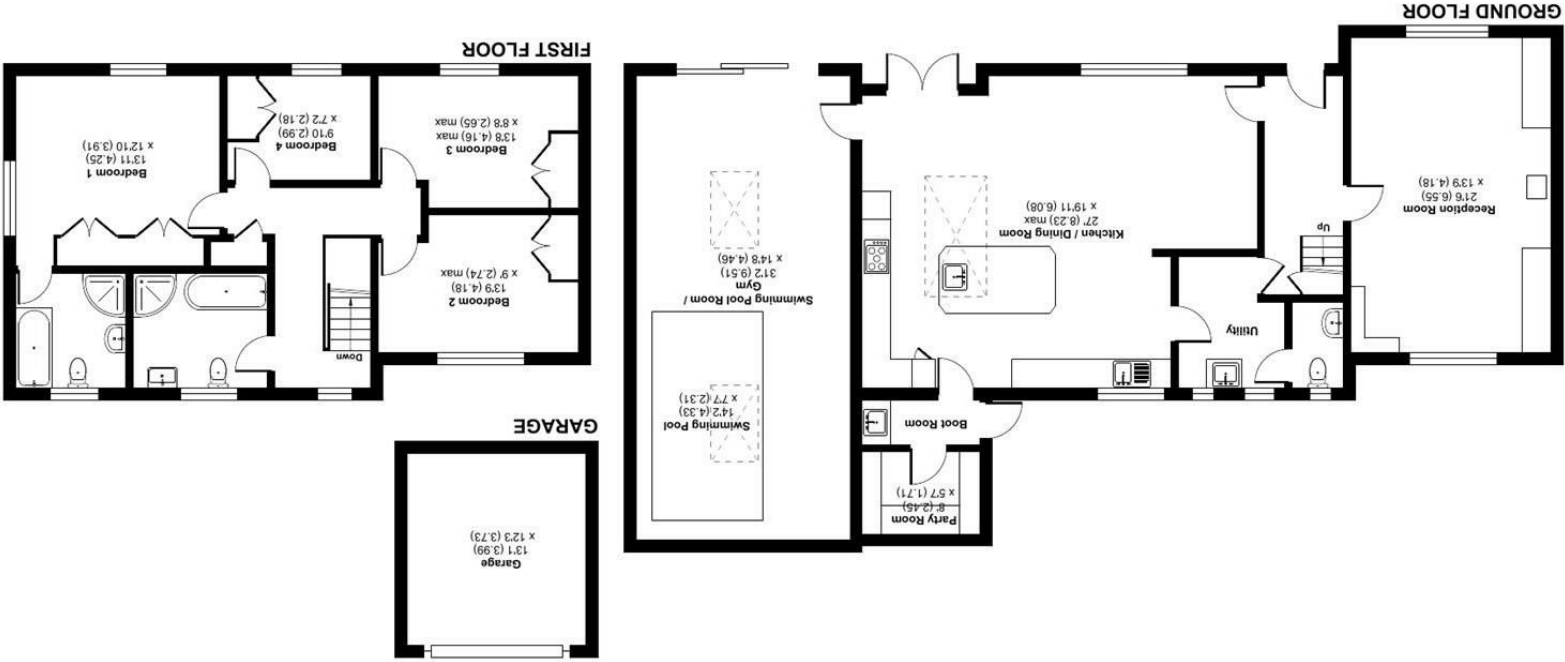 Garage
13'1 (3.99)
x 12'3 (3.73)
GARAGE
Party Room
8' (2.45)
x 5'7 (1.71)
Boot Room
Swimming Pool
14'2 (4.33)
x 7'7 (2.31)
Swimming Pool Room /
Gym
31'2 (9.51)
x 14'8 (4.46)
Utility
Up
Reception Room
21'6 (6.55)
x 13'9 (4.18)
Kitchen / Dining Room
27' (8.23) max
x 19'11 (6.08)
GROUND FLOOR
Down
Bedroom 2
13'9 (4.18)
x 9' (2.74) max
Bedroom 3
13'8 (4.16) max
x 8'8 (2.65) max
Bedroom 4
9'10 (2.99)
x 7'2 (2.18)
Bedroom 1
13'11 (4.25)
x 12'10 (3.91)
FIRST FLOOR